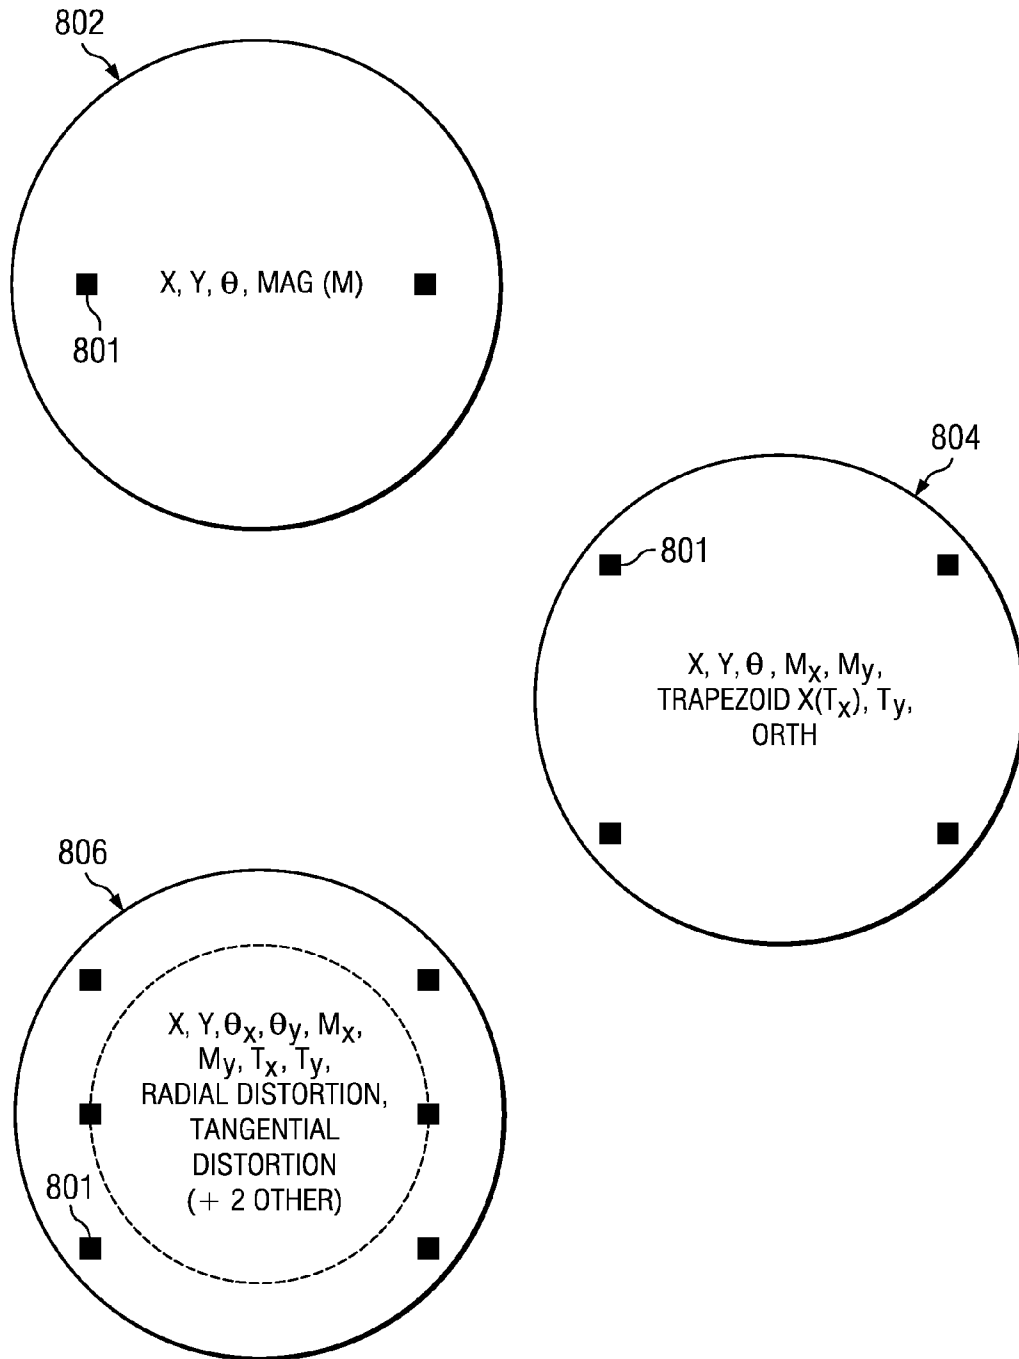 802
X, Y, θ, MAG (M)
801
804
801
X, Y, θ, Mx, My,
TRAPEZOID X(Tx), Ty,
ORTH
806
X, Y, θx, θy, Mx,
My, Tx, Ty,
RADIAL DISTORTION,
TANGENTIAL
DISTORTION
(+ 2 OTHER)
801